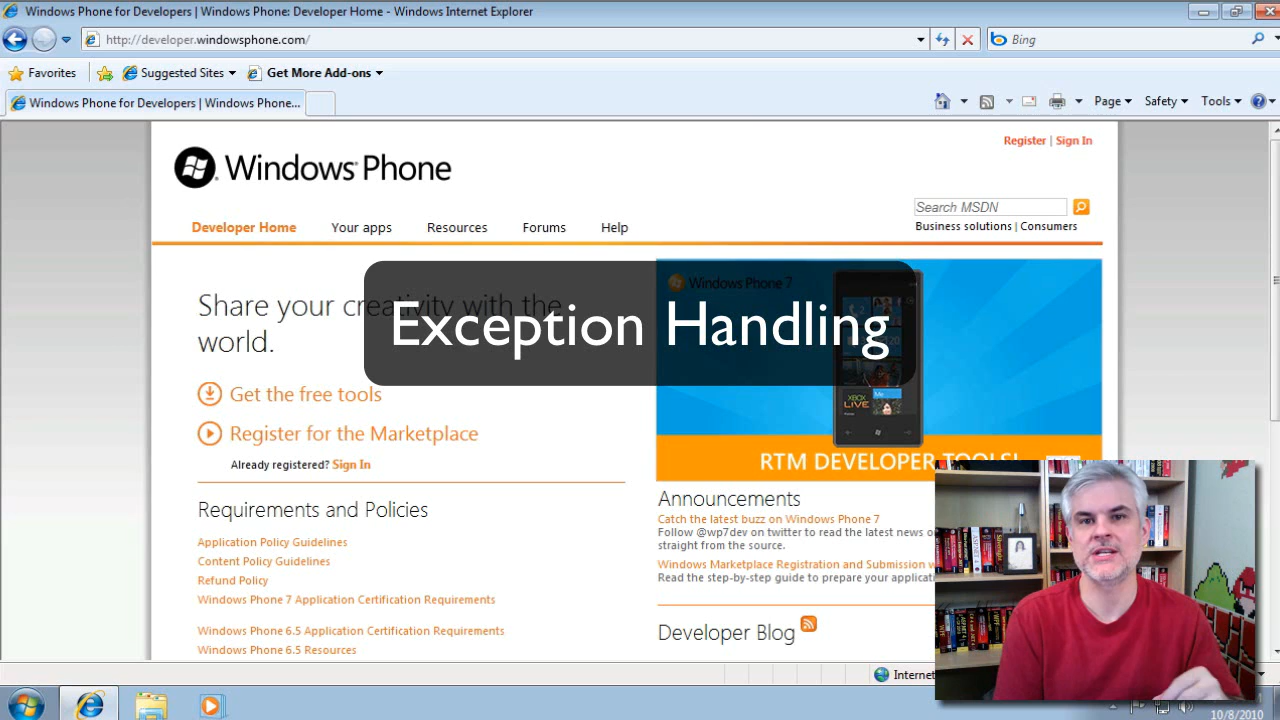 Windows Phone for Developers | Windows Phone: Developer Home - Windows Internet Explorer
http://developer.windowsphone.com/
Bing
Favorites
Suggested Sites
Get More Add-ons
Windows Phone for Developers | Windows Phone...
Page
Safety
Tools
Register | Sign In
Windows Phone
Search MSDN
Business solutions | Consumers
Developer Home
Your apps
Resources
Forums
Help
Share your creativity with the
world.
Exception Handling
Windows Phone 7
Get the free tools
XBOX
LIVE
Me
Register for the Marketplace
Already registered? Sign In
RTM DEVELOPER TOOLS!
Requirements and Policies
Application Policy Guidelines
Content Policy Guidelines
Refund Policy
Windows Phone 7 Application Certification Requirements
Windows Phone 6.5 Application Certification Requirements
Windows Phone 6.5 Resources
Announcements
Catch the latest buzz on Windows Phone 7
Follow @wp7dev on twitter to read the latest news
straight from the source.
Windows Marketplace Registration and Submission
Read the step-by-step guide to prepare your
Developer Blog
Internet
10/8/2010